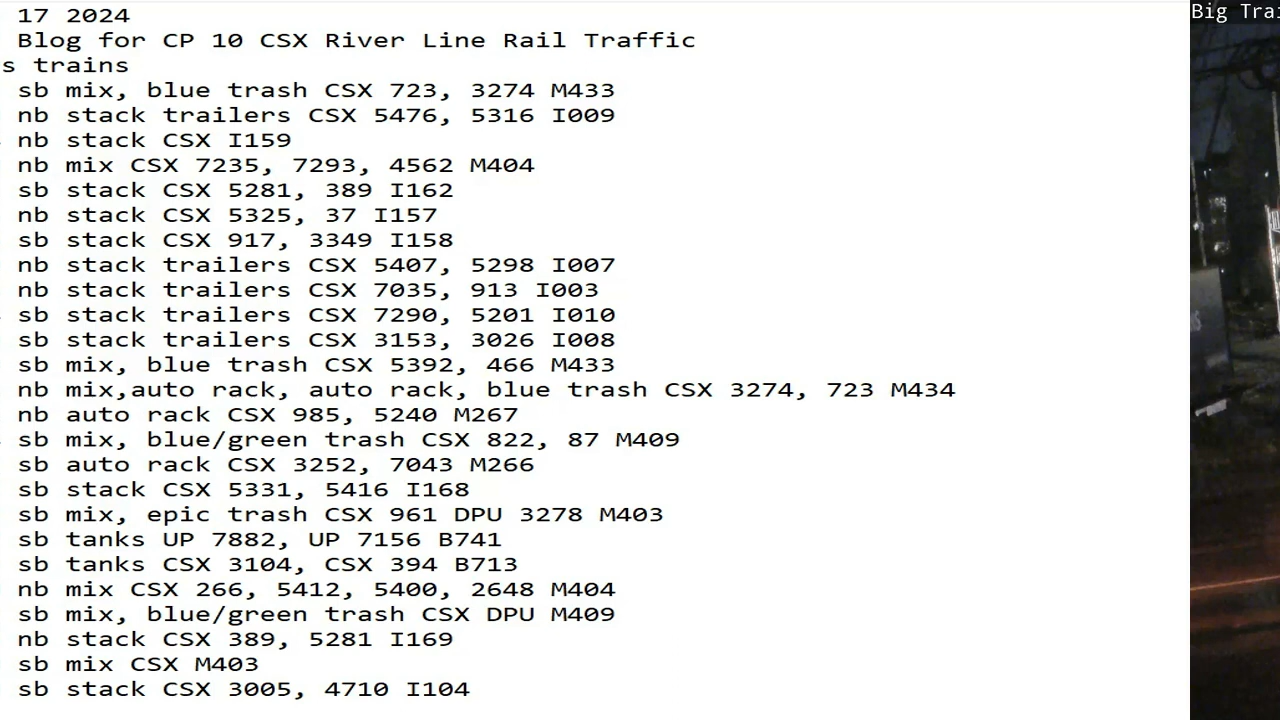 17 2024
Blog for CP 10 CSX River Line Rail Traffic
s trains
sb mix, blue trash CSX 723, 3274 M433
nb stack trailers CSX 5476, 5316 I009
nb stack CSX I159
nb mix CSX 7235, 7293, 4562 M404
sb stack CSX 5281, 389 I162
nb stack CSX 5325, 37 I157
sb stack CSX 917, 3349 I158
nb stack trailers CSX 5407, 5298 I007
nb stack trailers CSX 7035, 913 I003
sb stack trailers CSX 7290, 5201 I010
sb stack trailers CSX 3153, 3026 I008
sb mix, blue trash CSX 5392, 466 M433
nb mix,auto rack, auto rack, blue trash CSX 3274, 723 M434
nb auto rack CSX 985, 5240 M267
sb mix, blue/green trash CSX 822, 87 M409
sb auto rack CSX 3252, 7043 M266
sb stack CSX 5331, 5416 I168
sb mix, epic trash CSX 961 DPU 3278 M403
sb tanks UP 7882, UP 7156 B741
sb tanks CSX 3104, CSX 394 B713
nb mix CSX 266, 5412, 5400, 2648 M404
sb mix, blue/green trash CSX DPU M409
nb stack CSX 389, 5281 I169
sb mix CSX M403
sb stack CSX 3005, 4710 I104
Big Trai